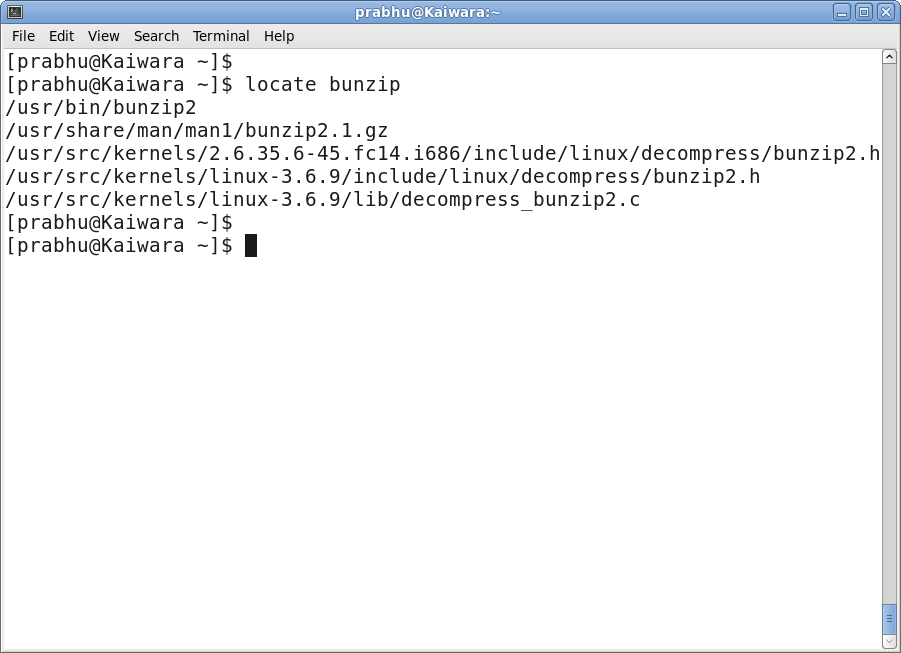 prabhu@Kaiwara:~
File Edit View Search Terminal Help
[prabhu@Kaiwara ~]$
[prabhu@Kaiwara ~]$ locate bunzip
/usr/bin/bunzip2
/usr/share/man/man1/bunzip2.1.gz
/usr/src/kernels/2.6.35.6-45.fc14.i686/include/linux/decompress/bunzip2.h
/usr/src/kernels/linux-3.6.9/include/linux/decompress/bunzip2.h
/usr/src/kernels/linux-3.6.9/lib/decompress_bunzip2.c
[prabhu@Kaiwara ~]$
[prabhu@Kaiwara ~]$